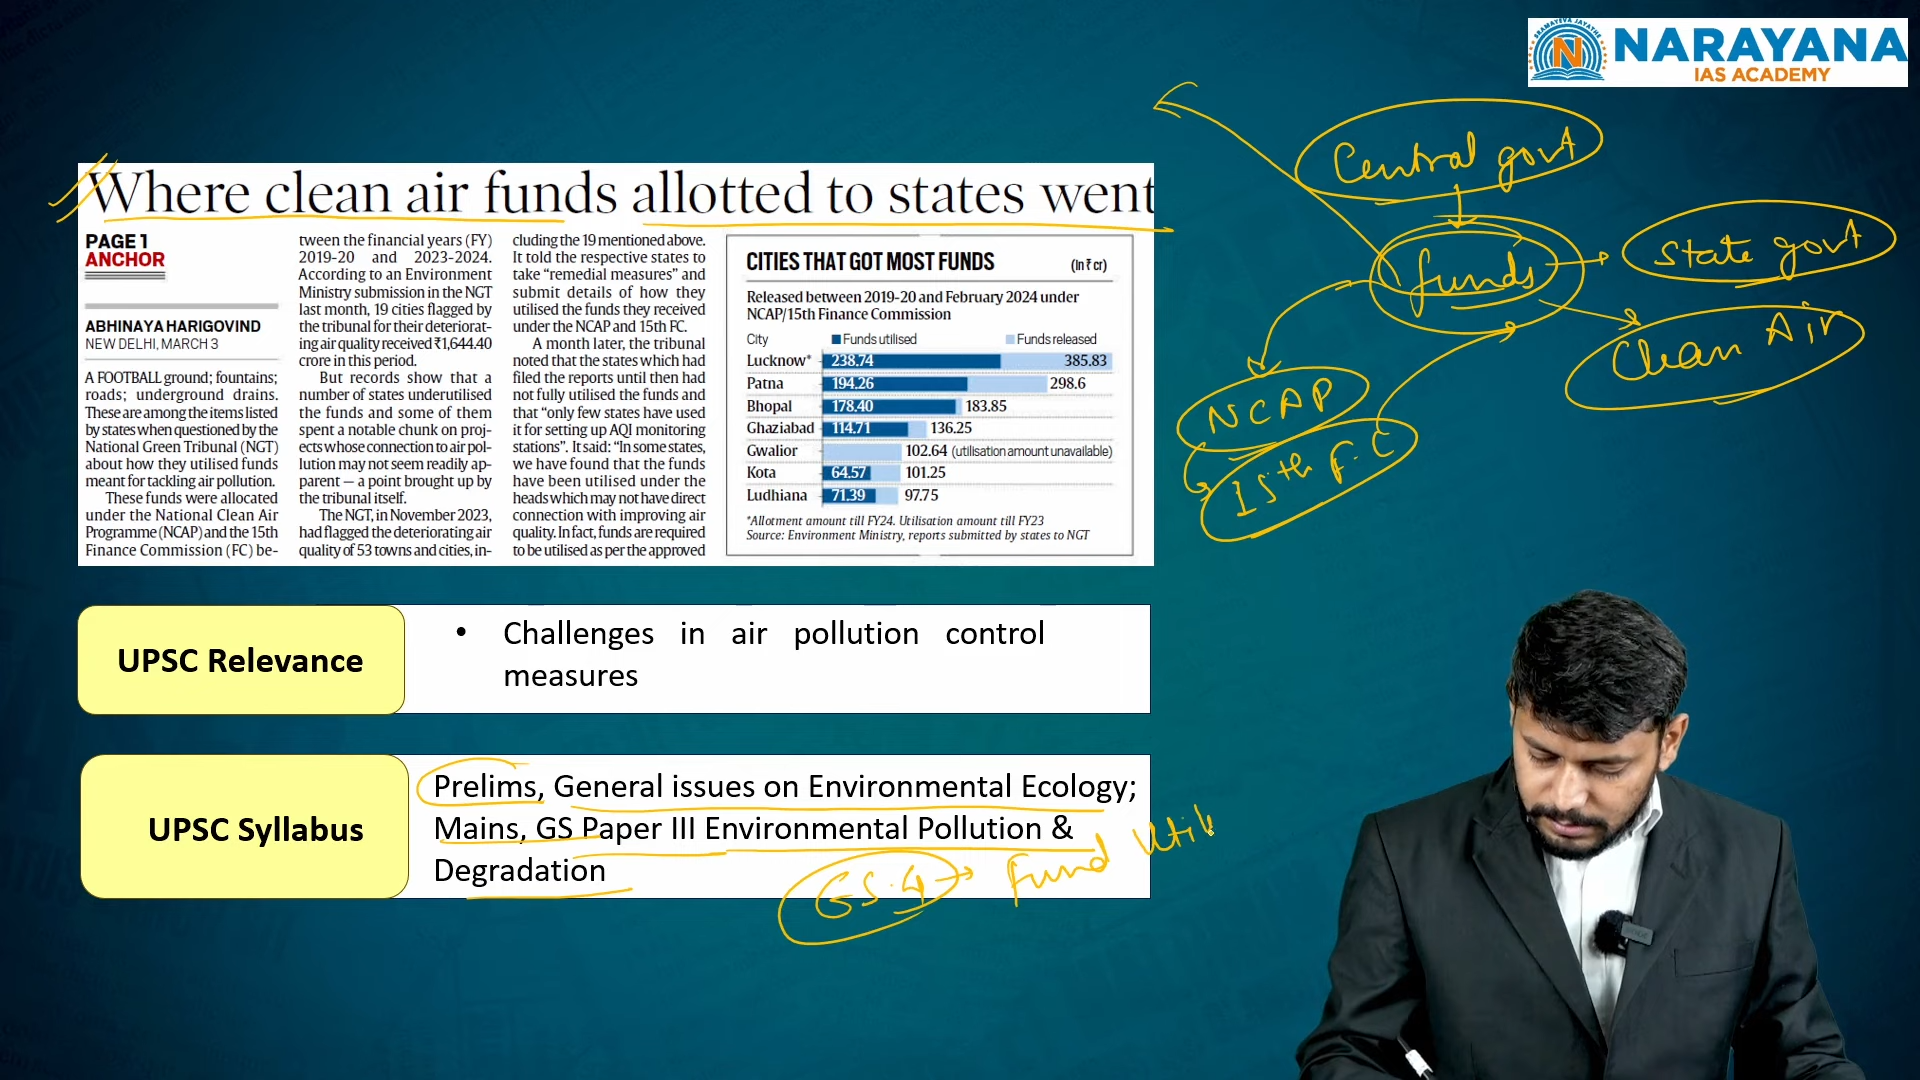 NARAYANA
IAS ACADEMY
Where clean air funds allotted to states went
PAGE 1
ANCHOR
ABHINAYA HARIGOVIND
NEW DELHI, MARCH 3
A FOOTBALL ground; fountains;
roads; underground drains.
These are among the items listed
by states when questioned by the
National Green Tribunal (NGT)
about how they utilised funds
meant for tackling air pollution.
These funds were allocated
under the National Clean Air
Programme (NCAP) and the 15th
Finance Commission (FC) be-
tween the financial years (FY)
2019-20 and 2023-2024.
According to an Environment
Ministry submission in the NGT
last month, 19 cities flagged by
the tribunal for their deteriorat-
ing air quality received ₹1,644.40
crore in this period.
But records show that a
number of states underutilised
the funds and some of them
spent a notable chunk on proj-
ects whose connection to air pol-
lution may not seem readily ap-
parent — a point brought up by
the tribunal itself.
The NGT, in November 2023,
had flagged the deteriorating air
quality of 53 towns and cities, in-
cluding the 19 mentioned above.
It told the respective states to
take “remedial measures” and
submit details of how they
utilised the funds they received
under the NCAP and 15th FC.
A month later, the tribunal
noted that the states which had
filed the reports until then had
not fully utilised the funds and
that “only few states have used
it for setting up AQI monitoring
stations”. It said: “In some states,
we have found that the funds
have been utilised under the
heads which may not have direct
connection with improving air
quality. In fact, funds are required
to be utilised as per the approved
CITIES THAT GOT MOST FUNDS (In ₹ cr)
Released between 2019-20 and February 2024 under
NCAP/15th Finance Commission
City Funds utilised Funds released
Lucknow* 238.74 385.83
Patna 194.26 298.6
Bhopal 178.40 183.85
Ghaziabad 114.71 136.25
Gwalior 102.64 (utilisation amount unavailable)
Kota 64.57 101.25
Ludhiana 71.39 97.75
*Allotment amount till FY24. Utilisation amount till FY23
Source: Environment Ministry, reports submitted by states to NGT
Central govt
funds
State govt
Clean Air
NCAP
15th F.C
UPSC Relevance
• Challenges in air pollution control
measures
UPSC Syllabus
Prelims, General issues on Environmental Ecology;
Mains, GS Paper III Environmental Pollution &
Degradation
GS.4 → Fund Utili